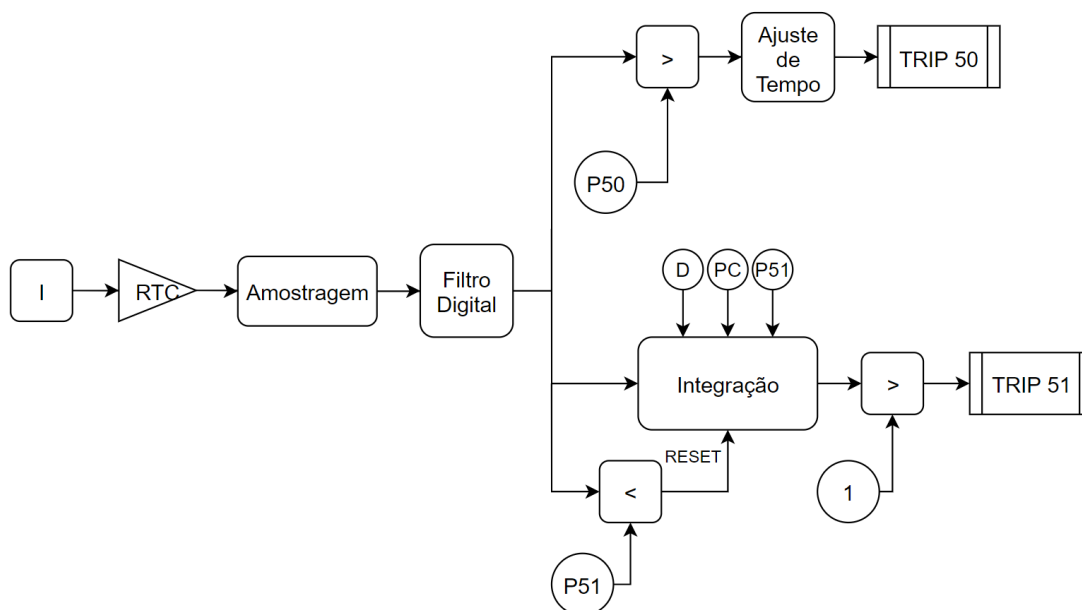 >
Ajuste
de
Tempo
TRIP 50
P50
I
RTC
Amostragem
Filtro
Digital
D
PC
P51
Integração
>
TRIP 51
RESET
<
1
P51